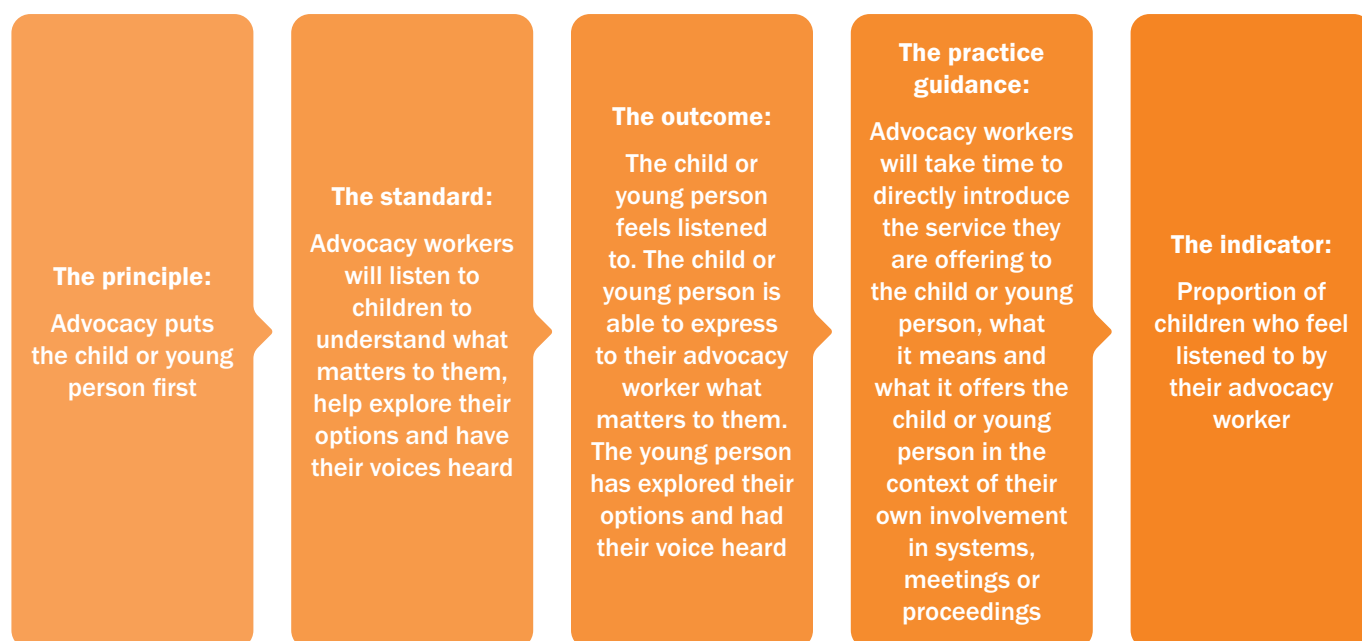 The principle:
Advocacy puts
the child or young
person first
The standard:
Advocacy workers
will listen to
children to
understand what
matters to them,
help explore their
options and have
their voices heard
The outcome:
The child or
young person
feels listened
to. The child or
young person is
able to express
to their advocacy
worker what
matters to them.
The young person
has explored their
options and had
their voice heard
The practice
guidance:
Advocacy workers
will take time to
directly introduce
the service they
are offering to
the child or young
person, what
it means and
what it offers the
child or young
person in the
context of their
own involvement
in systems,
meetings or
proceedings
The indicator:
Proportion of
children who feel
listened to by
their advocacy
worker